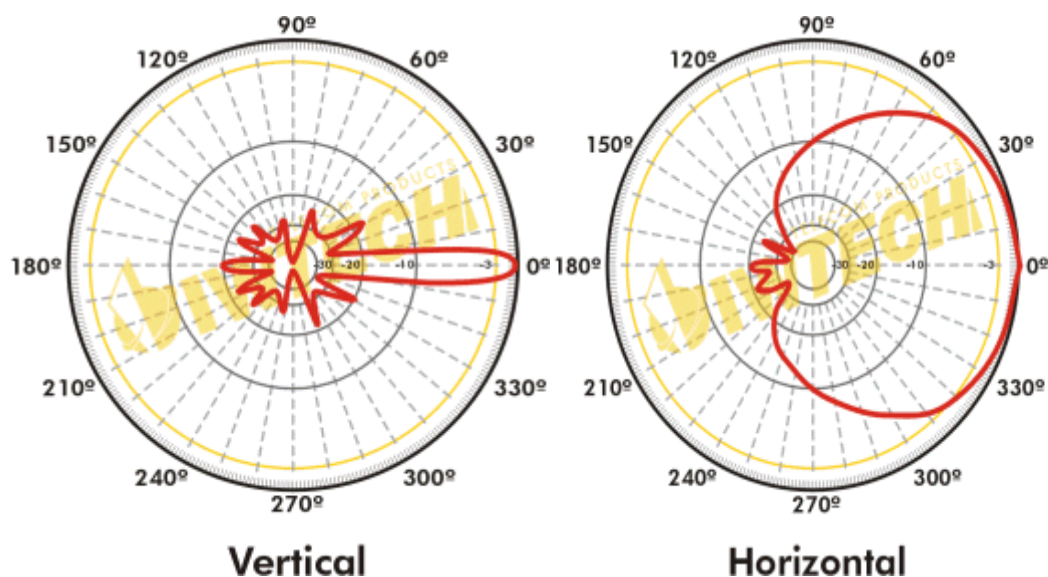 90º 90º
120º 60º 120º 60º
150º 30º 150º 30º
180º -30 -20 -10 -3 0º 180º -30 -20 -10 -3 0º
210º 330º 210º 330º
240º 300º 240º 300º
270º 270º
Vertical Horizontal